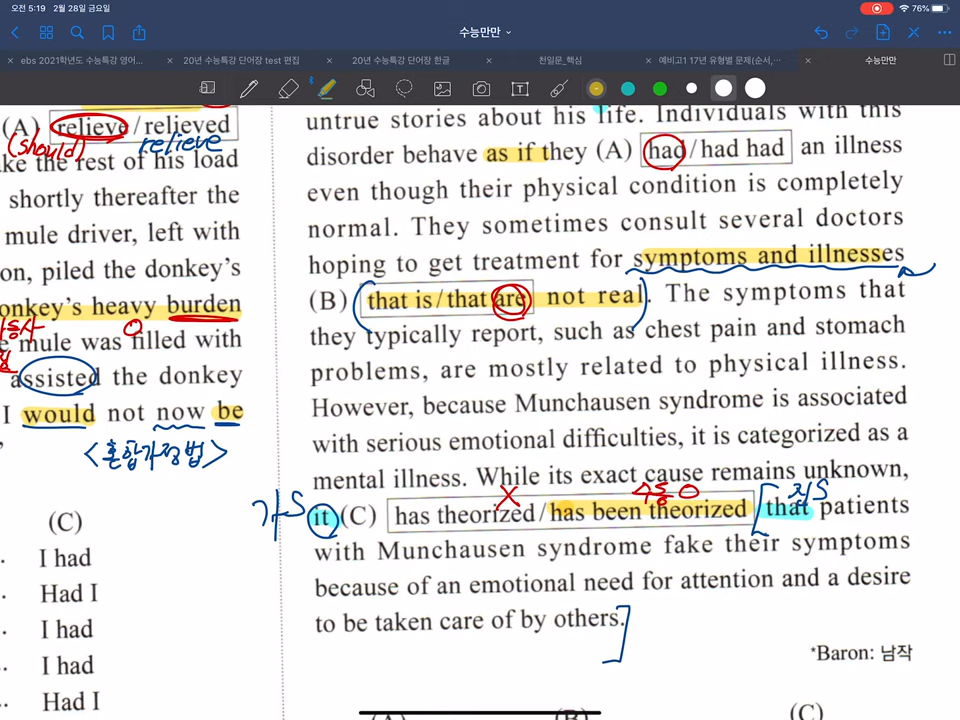 오전 5:19 2월 28일 금요일
76%
수능만만
ebs 2021학년도 수능특강 영어...
20년 수능특강 단어장 test 편집
20년 수능특강 단어장 한글
천일문_핵심
예비고1 17년 유형별 문제(순서,...
수능만만
(A) relieve / relieved
(should) relieve
ke the rest of his load
shortly thereafter the
mule driver, left with
on, piled the donkey's
onkey's heavy burden
e mule was filled with
assisted the donkey
I would not now be
<혼합가정법>
(C)
I had
Had I
I had
I had
Had I
untrue stories about his life. Individuals with this
disorder behave as if they (A) had / had had an illness
even though their physical condition is completely
normal. They sometimes consult several doctors
hoping to get treatment for symptoms and illnesses
(B) that is / that are not real. The symptoms that
they typically report, such as chest pain and stomach
problems, are mostly related to physical illness.
However, because Munchausen syndrome is associated
with serious emotional difficulties, it is categorized as a
mental illness. While its exact cause remains unknown,
X 수동 O 진S
가S it (C) has theorized / has been theorized that patients
with Munchausen syndrome fake their symptoms
because of an emotional need for attention and a desire
to be taken care of by others.
*Baron: 남작
(A) (B) (C)